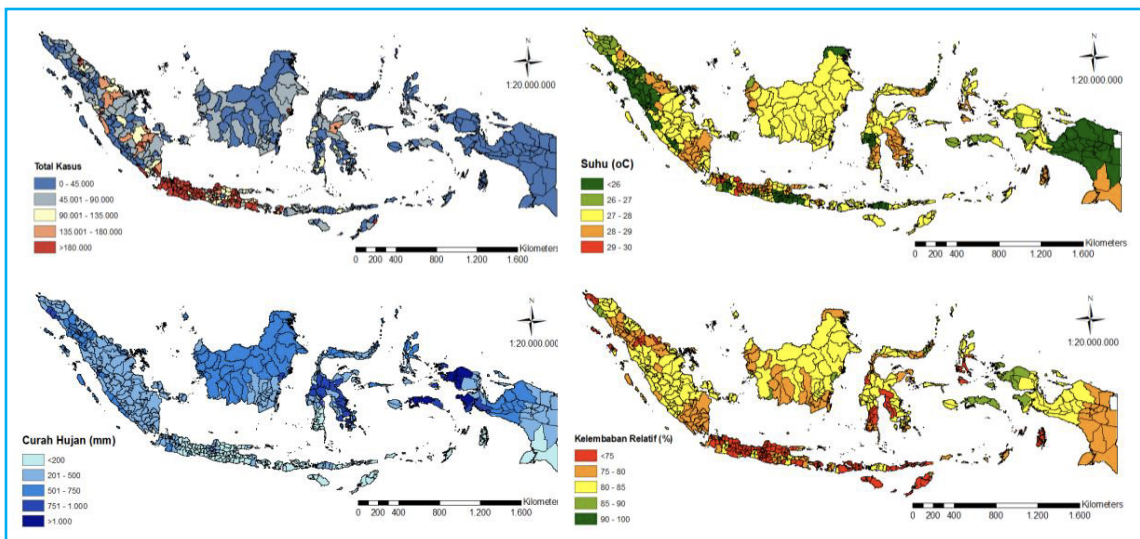 N
1:20.000.000
Total Kasus
0 - 45.000
45.001 - 90.000
90.001 - 135.000
135.001 - 180.000
>180.000
Kilometers
0 200 400 800 1.200 1.600
N
1:20.000.000
Suhu (oC)
<26
26 - 27
27 - 28
28 - 29
29 - 30
Kilometers
0 200 400 800 1.200 1.600
N
1:20.000.000
Curah Hujan (mm)
<200
201 - 500
501 - 750
751 - 1.000
>1.000
Kilometers
0 200 400 800 1.200 1.600
N
1:20.000.000
Kelembaban Relatif (%)
<75
75 - 80
80 - 85
85 - 90
90 - 100
Kilometers
0 200 400 800 1.200 1.600